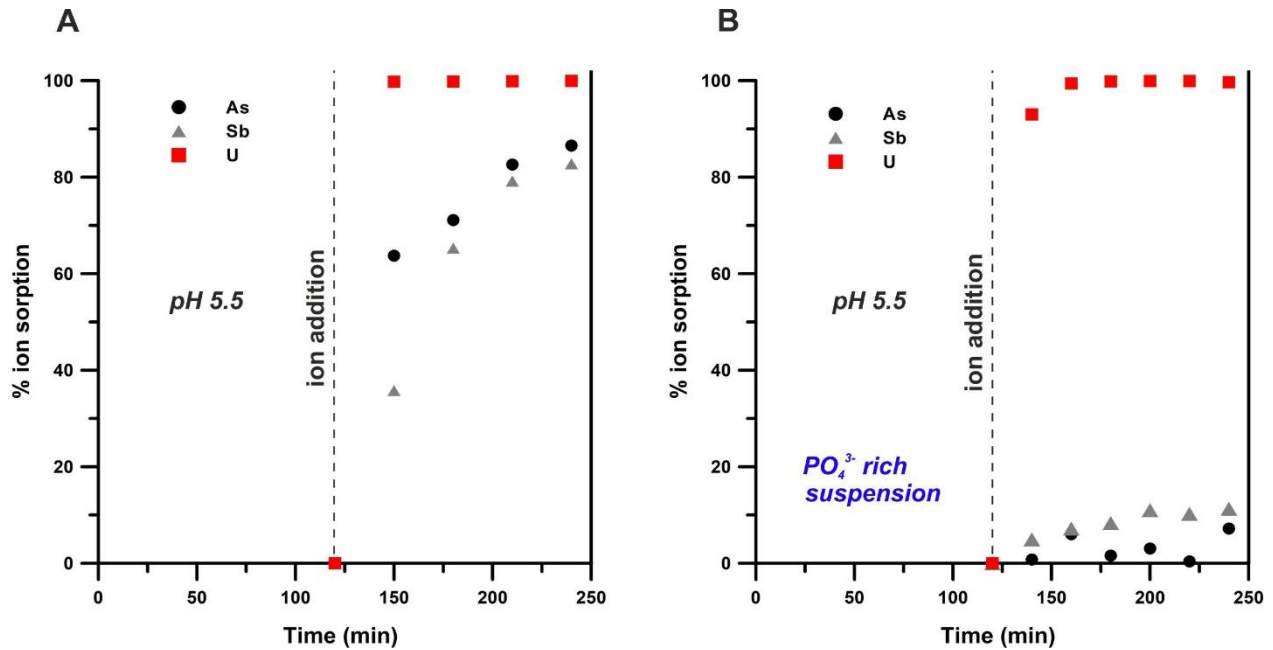 A
100
80
60
40
20
0
% ion sorption
As
Sb
U
pH 5.5
ion addition
0
50
100
150
200
250
Time (min)
B
100
80
60
40
20
0
% ion sorption
As
Sb
U
pH 5.5
ion addition
PO₄³⁻ rich
suspension
0
50
100
150
200
250
Time (min)